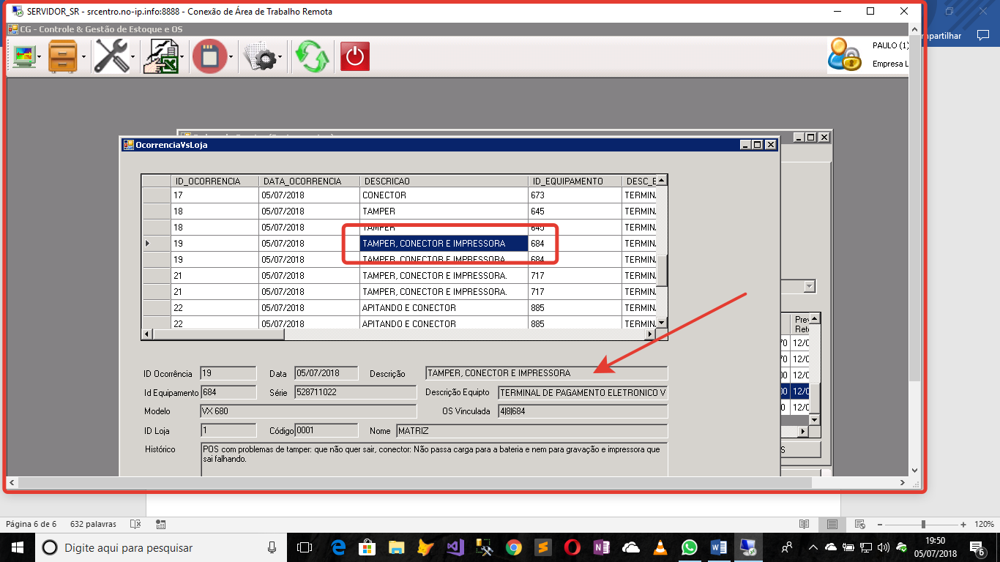 SERVIDOR_SR - srcentro.no-ip.info:8888 - Conexão de Área de Trabalho Remota
CG - Controle & Gestão de Estoque e OS
PAULO (1)
Empresa L
OcorrenciaVsLoja
ID_OCORRENCIA DATA_OCORRENCIA DESCRICAO ID_EQUIPAMENTO DESC_E
17 05/07/2018 CONECTOR 673 TERMIN
18 05/07/2018 TAMPER 645 TERMIN
18 05/07/2018 TAMPER 645 TERMIN
19 05/07/2018 TAMPER, CONECTOR E IMPRESSORA 684 TERMIN
19 05/07/2018 TAMPER, CONECTOR E IMPRESSORA 684 TERMIN
21 05/07/2018 TAMPER, CONECTOR E IMPRESSORA. 717 TERMIN
21 05/07/2018 TAMPER, CONECTOR E IMPRESSORA. 717 TERMIN
22 05/07/2018 APITANDO E CONECTOR 885 TERMIN
22 05/07/2018 APITANDO E CONECTOR 885 TERMIN
Prev
Ret
70 12/0
70 12/0
00 12/0
00 12/0
0 12/0
S
ID Ocorrência 19 Data 05/07/2018 Descrição TAMPER, CONECTOR E IMPRESSORA
Id Equipamento 684 Série 528711022 Descrição Equipto TERMINAL DE PAGAMENTO ELETRONICO V
Modelo VX 680 OS Vinculada 4|8|684
ID Loja 1 Código 0001 Nome MATRIZ
Histórico POS com problemas de tamper: que não quer sair, conector: Não passa carga para a bateria e nem para gravação e impressora que
sai falhando.
mpartilhar
Página 6 de 6 632 palavras 120%
Digite aqui para pesquisar
19:50
05/07/2018
6